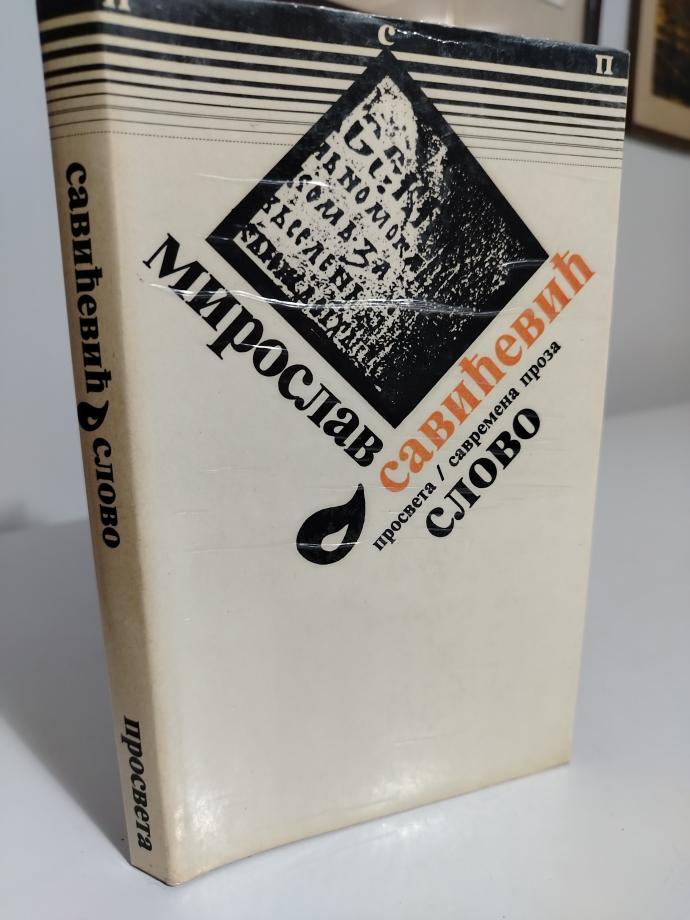 П
С
П
мирослав
савићевић
просвета / савремена проза
слово
савићевић слово
просвета